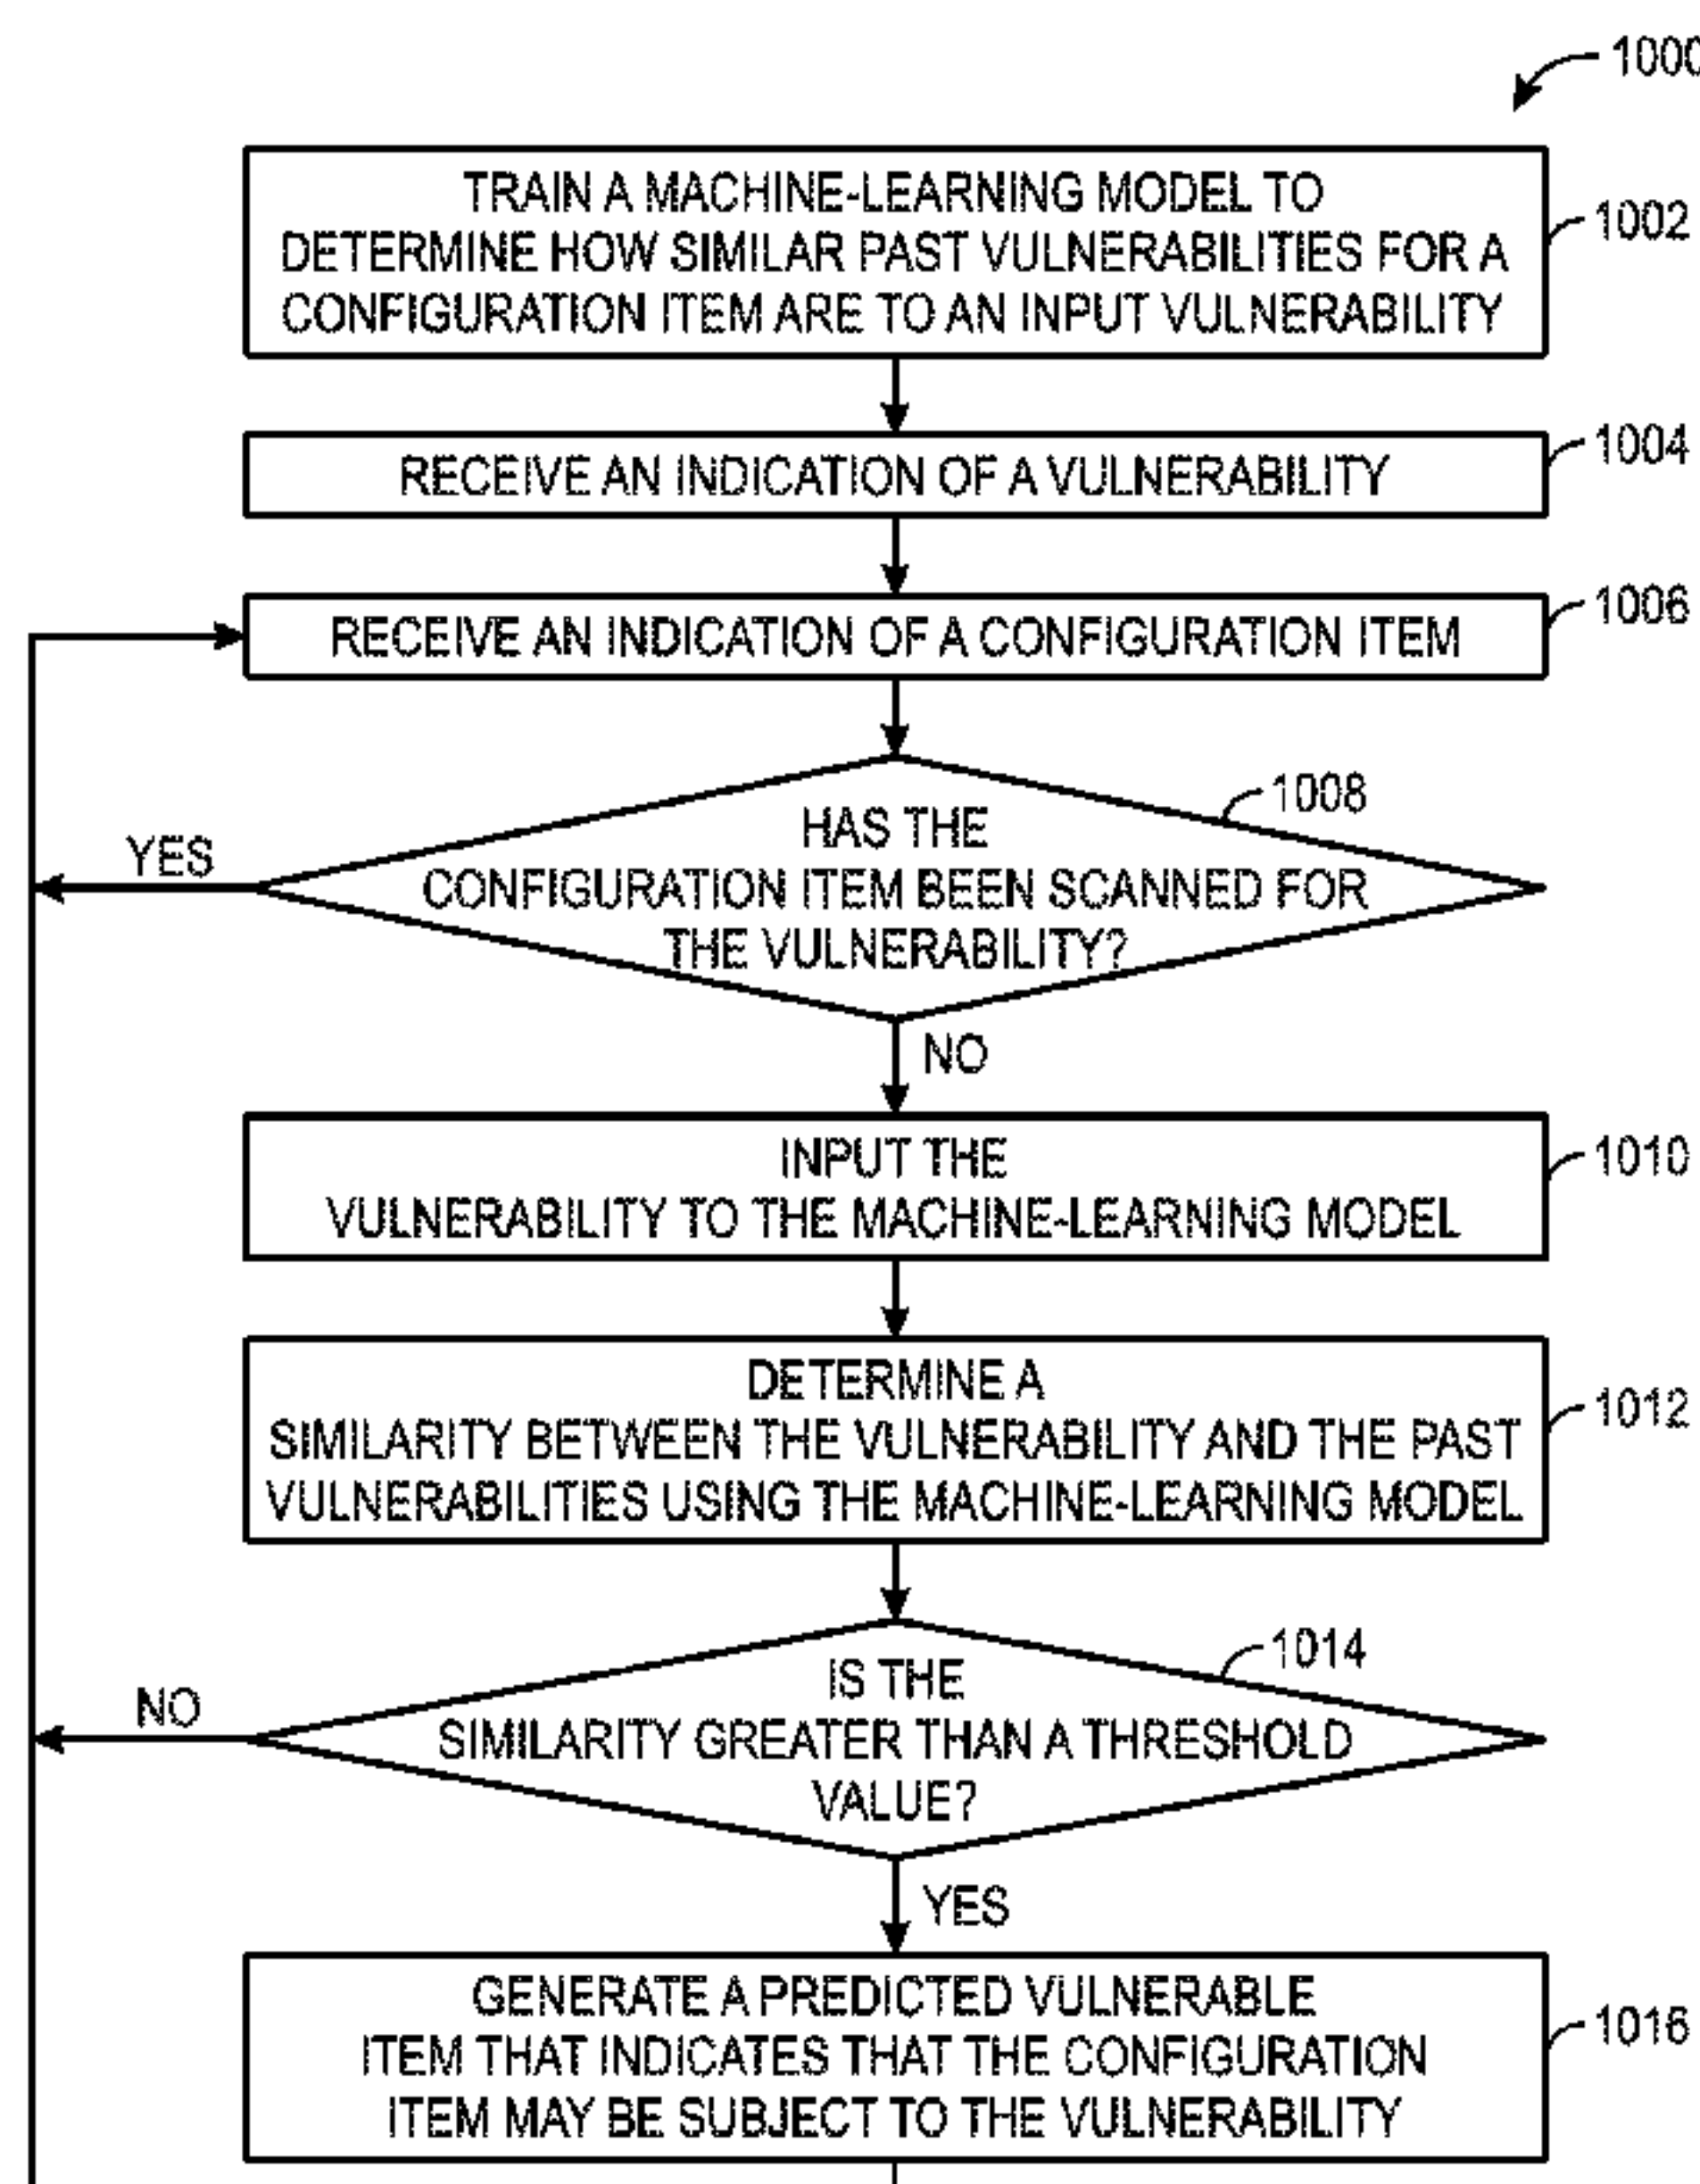 1000
TRAIN A MACHINE-LEARNING MODEL TO
DETERMINE HOW SIMILAR PAST VULNERABILITIES FOR A
CONFIGURATION ITEM ARE TO AN INPUT VULNERABILITY
1002
RECEIVE AN INDICATION OF A VULNERABILITY
1004
RECEIVE AN INDICATION OF A CONFIGURATION ITEM
1006
HAS THE
CONFIGURATION ITEM BEEN SCANNED FOR
THE VULNERABILITY?
1008
YES
NO
INPUT THE
VULNERABILITY TO THE MACHINE-LEARNING MODEL
1010
DETERMINE A
SIMILARITY BETWEEN THE VULNERABILITY AND THE PAST
VULNERABILITIES USING THE MACHINE-LEARNING MODEL
1012
IS THE
SIMILARITY GREATER THAN A THRESHOLD
VALUE?
1014
NO
YES
GENERATE A PREDICTED VULNERABLE
ITEM THAT INDICATES THAT THE CONFIGURATION
ITEM MAY BE SUBJECT TO THE VULNERABILITY
1016